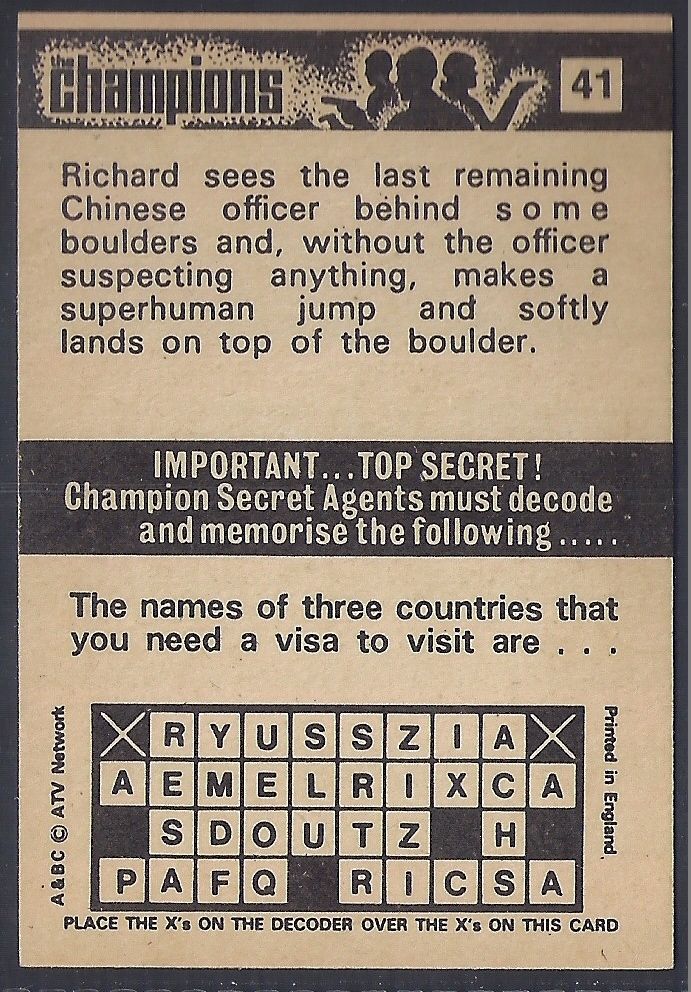 the
champions
41
Richard sees the last remaining
Chinese officer behind some
boulders and, without the officer
suspecting anything, makes a
superhuman jump and softly
lands on top of the boulder.
IMPORTANT...TOP SECRET!
Champion Secret Agents must decode
and memorise the following.....
The names of three countries that
you need a visa to visit are . . .
A&BC © ATV Network
X R Y U S S Z I A X
A E M E L R I X C A
S D O U T Z H
P A F Q R I C S A
Printed in England.
PLACE THE X's ON THE DECODER OVER THE X's ON THIS CARD